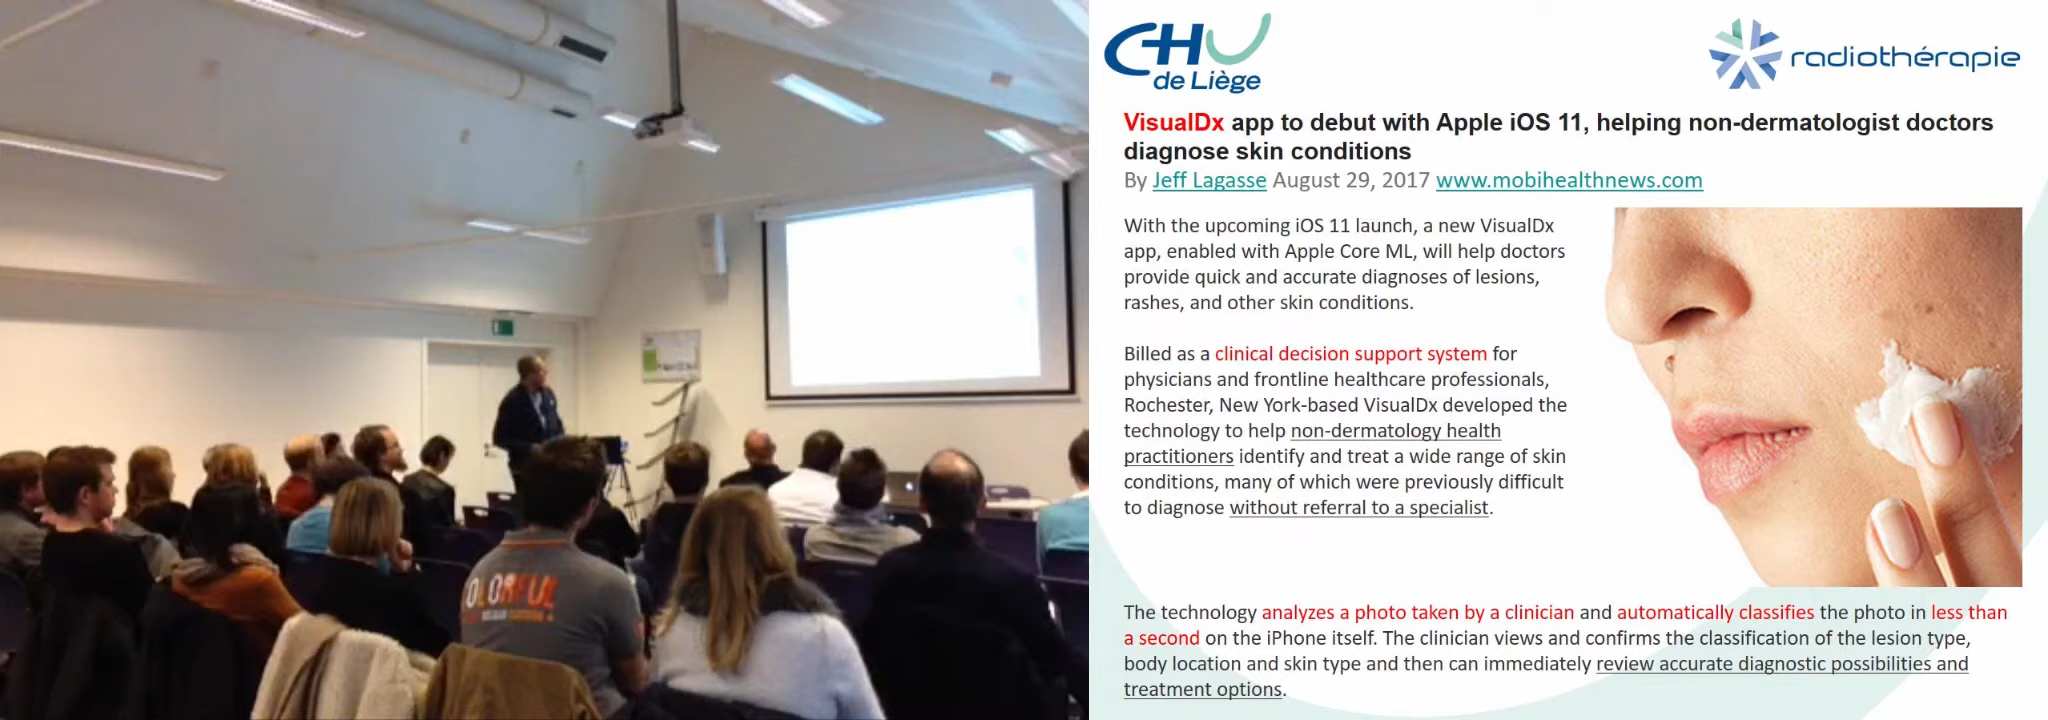 CHU
de Liège
radiothérapie
VisualDx app to debut with Apple iOS 11, helping non-dermatologist doctors
diagnose skin conditions
By Jeff Lagasse August 29, 2017 www.mobihealthnews.com
With the upcoming iOS 11 launch, a new VisualDx
app, enabled with Apple Core ML, will help doctors
provide quick and accurate diagnoses of lesions,
rashes, and other skin conditions.
Billed as a clinical decision support system for
physicians and frontline healthcare professionals,
Rochester, New York-based VisualDx developed the
technology to help non-dermatology health
practitioners identify and treat a wide range of skin
conditions, many of which were previously difficult
to diagnose without referral to a specialist.
The technology analyzes a photo taken by a clinician and automatically classifies the photo in less than
a second on the iPhone itself. The clinician views and confirms the classification of the lesion type,
body location and skin type and then can immediately review accurate diagnostic possibilities and
treatment options.